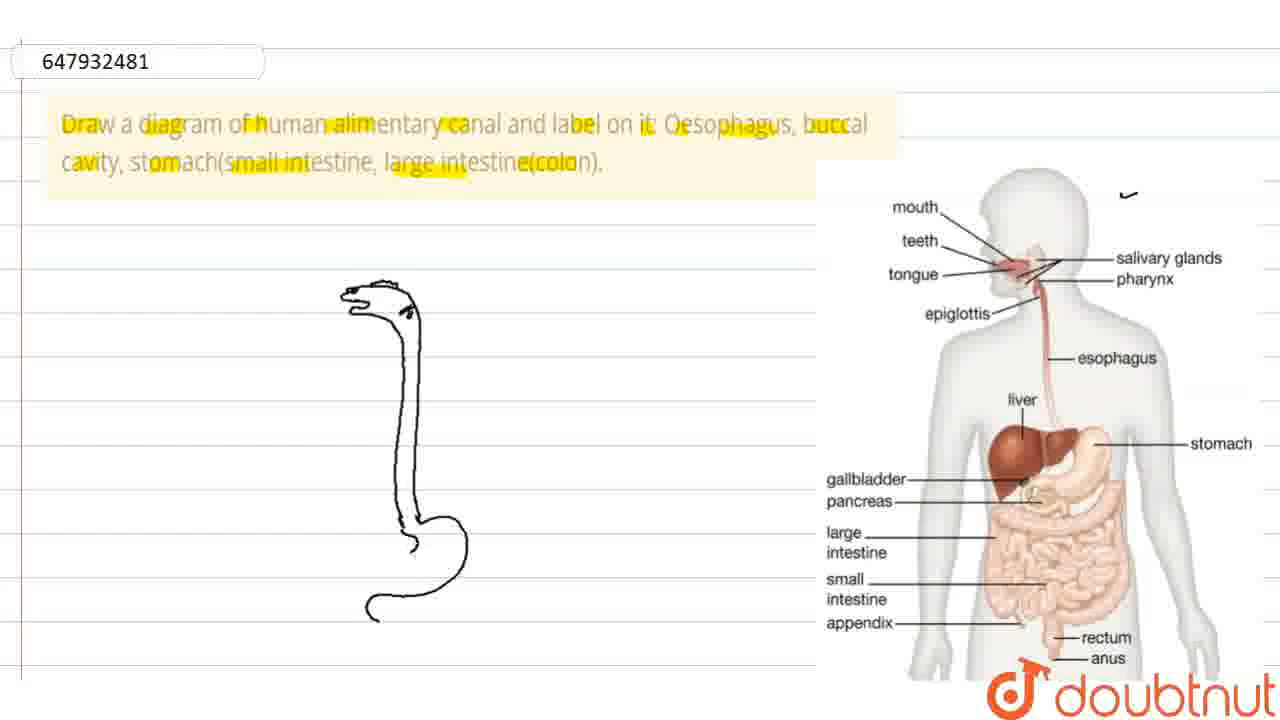 647932481
Draw a diagram of human alimentary canal and label on it: Oesophagus, buccal
cavity, stomach(small intestine, large intestine(colon).
mouth
teeth
tongue
salivary glands
pharynx
epiglottis
esophagus
liver
stomach
gallbladder
pancreas
large
intestine
small
intestine
appendix
rectum
anus
doubtnut